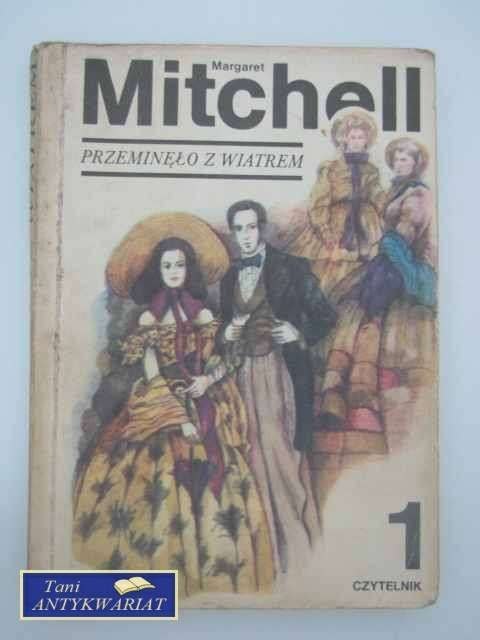 Margaret
Mitchell
PRZEMINĘŁO Z WIATREM
1
CZYTELNIK
Tani
ANTYKWARIAT